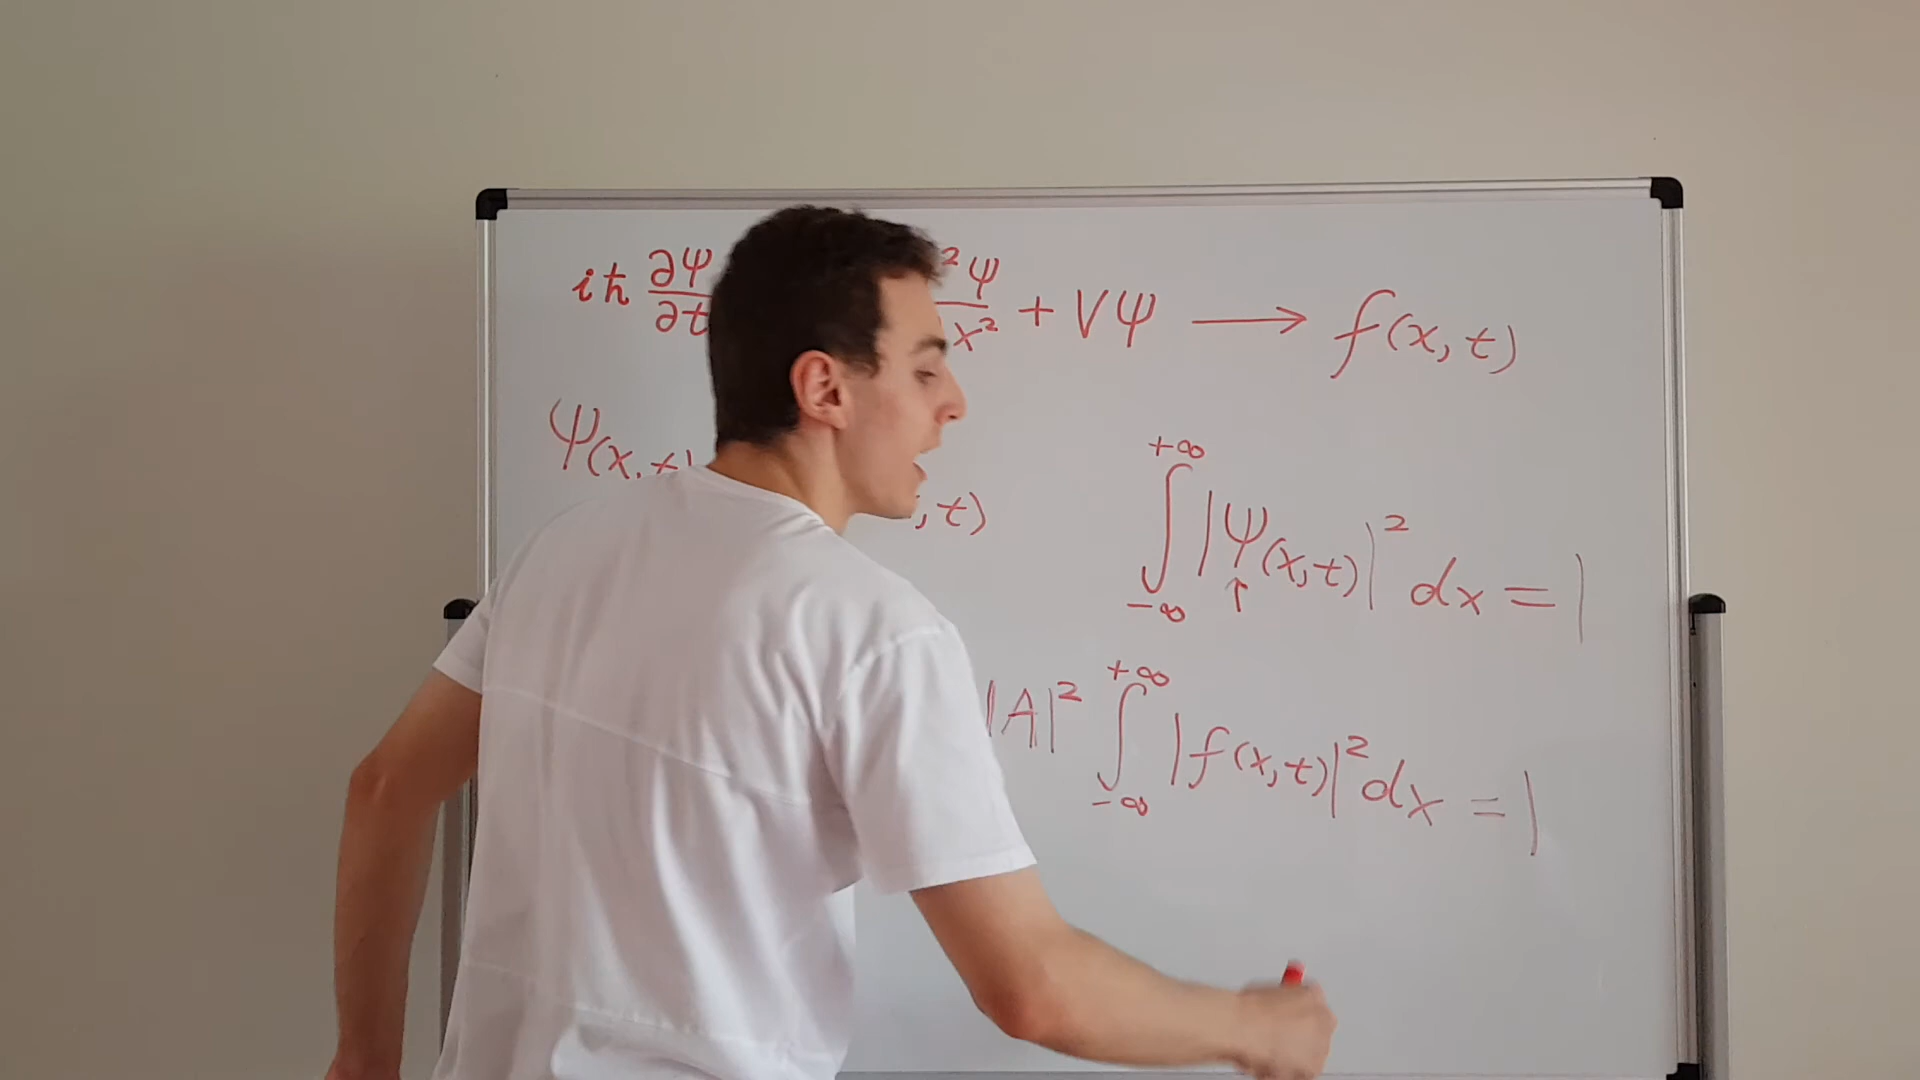 iħ ∂Ψ/∂t ²Ψ/x² + VΨ ⟶ f(x, t)
Ψ(x, t) , t)
∫_{-∞}^{+∞} |Ψ(x,t)|² dx = 1
↑
|A|² ∫_{-∞}^{+∞} |f(x,t)|² dx = 1